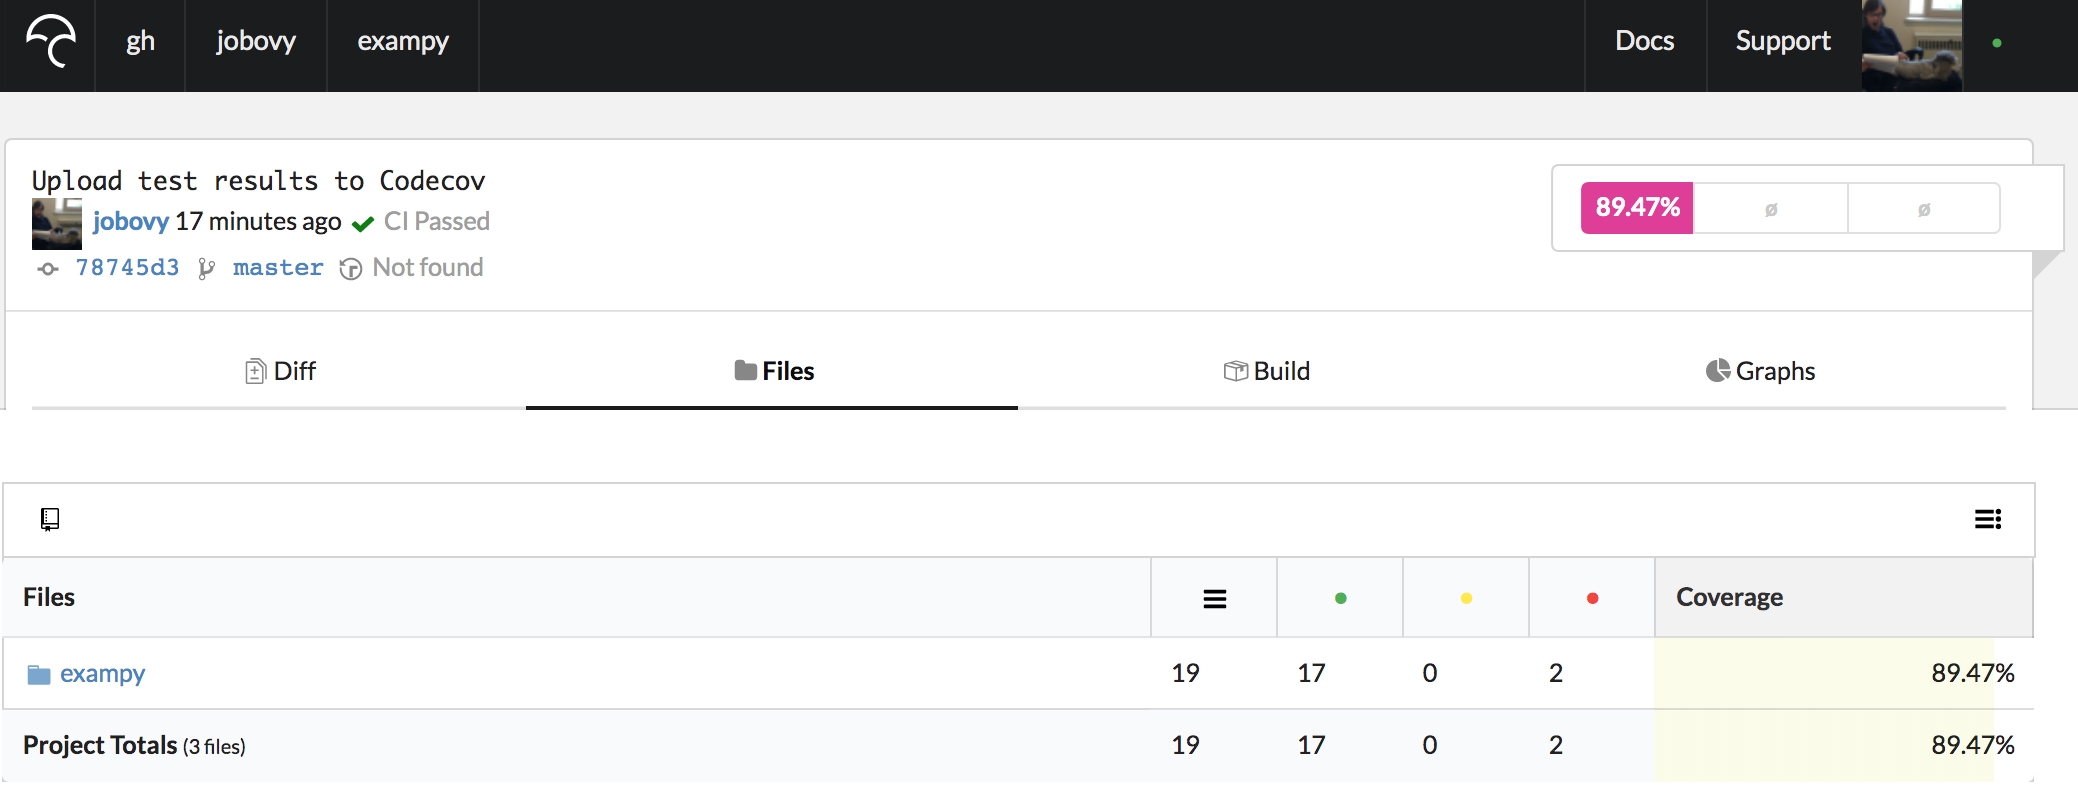 gh jobovy exampy Docs Support
Upload test results to Codecov
jobovy 17 minutes ago CI Passed
89.47% ø ø
78745d3 master Not found
Diff Files Build Graphs
Files Coverage
exampy 19 17 0 2 89.47%
Project Totals (3 files) 19 17 0 2 89.47%